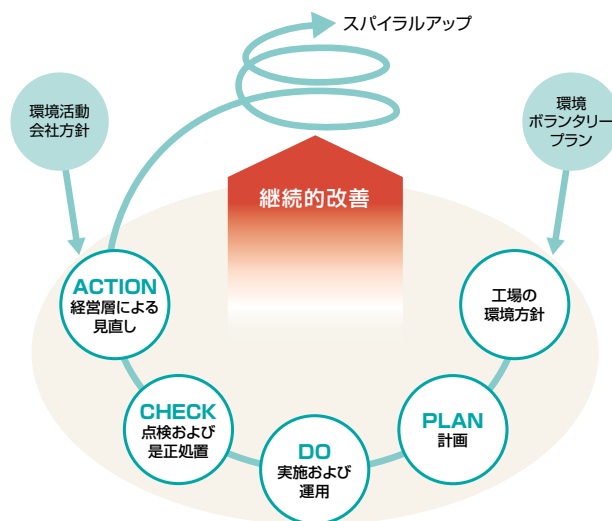 スパイラルアップ
環境活動
会社方針
環境
ボランタリー
プラン
継続的改善
ACTION
経営層による
見直し
工場の
環境方針
CHECK
点検および
是正処置
PLAN
計画
DO
実施および
運用